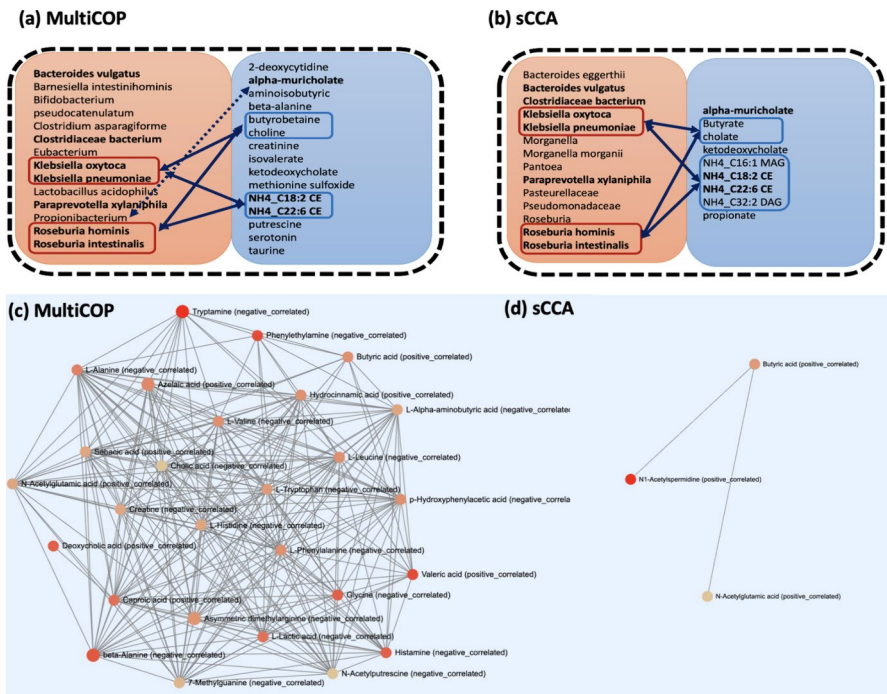 (a) MultiCOP
Bacteroides vulgatus
Barnesiella intestinihominis
Bifidobacterium
pseudocatenulatum
Clostridium asparagiforme
Clostridiaceae bacterium
Eubacterium
Klebsiella oxytoca
Klebsiella pneumoniae
Lactobacillus acidophilus
Paraprevotella xylaniphila
Propionibacterium
Roseburia hominis
Roseburia intestinalis
2-deoxycytidine
alpha-muricholate
aminoisobutyric
beta-alanine
butyrobetaine
choline
creatinine
isovalerate
ketodeoxycholate
methionine sulfoxide
NH4_C18:2 CE
NH4_C22:6 CE
putrescine
serotonin
taurine
(b) sCCA
Bacteroides eggerthii
Bacteroides vulgatus
Clostridiaceae bacterium
Klebsiella oxytoca
Klebsiella pneumoniae
Morganella
Morganella morganii
Pantoea
Paraprevotella xylaniphila
Pasteurellaceae
Pseudomonadaceae
Roseburia
Roseburia hominis
Roseburia intestinalis
alpha-muricholate
Butyrate
cholate
ketodeoxycholate
NH4_C16:1 MAG
NH4_C18:2 CE
NH4_C22:6 CE
NH4_C32:2 DAG
propionate
(c) MultiCOP
Tryptamine (negative_correlated)
Phenylethylamine (negative_correlated)
Butyric acid (positive_correlated)
L-Alanine (negative_correlated)
Azelaic acid (positive_correlated)
Hydrocinnamic acid (positive_correlated)
L-Alpha-aminobutyric acid (negative_correlated
L-Valine (negative_correlated)
Sebacic acid (positive_correlated)
Cholic acid (negative_correlated)
L-Leucine (negative_correlated)
N-Acetylglutamic acid (positive_correlated)
L-Tryptophan (negative_correlated)
p-Hydroxyphenylacetic acid (negative_correla
Creatine (negative_correlated)
L-Histidine (negative_correlated)
Deoxycholic acid (positive_correlated)
L-Phenylalanine (negative_correlated)
Valeric acid (positive_correlated)
Caproic acid (positive_correlated)
Glycine (negative_correlated)
Asymmetric dimethylarginine (negative_correlated)
L-Lactic acid (negative_correlated)
beta-Alanine (negative_correlated)
Histamine (negative_correlated)
N-Acetylputrescine (negative_correlated)
7-Methylguanine (negative_correlated)
(d) sCCA
Butyric acid (positive_correlated)
N1-Acetylspermidine (positive_correlated)
N-Acetylglutamic acid (positive_correlated)